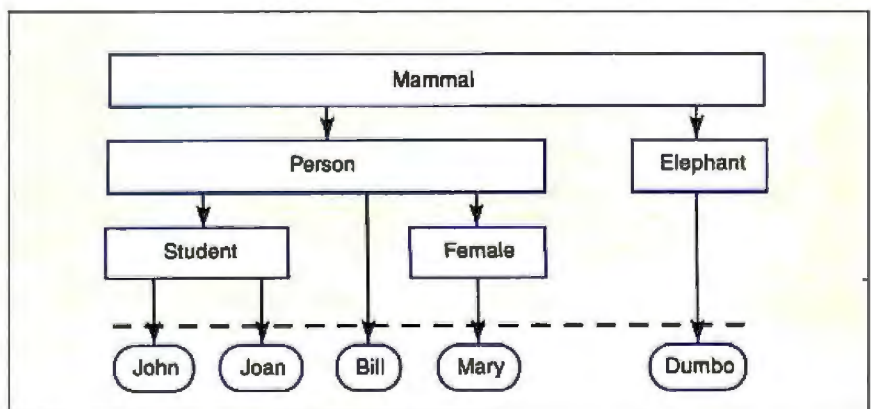 Mammal
Person
Elephant
Student
Female
John
Joan
Bill
Mary
Dumbo